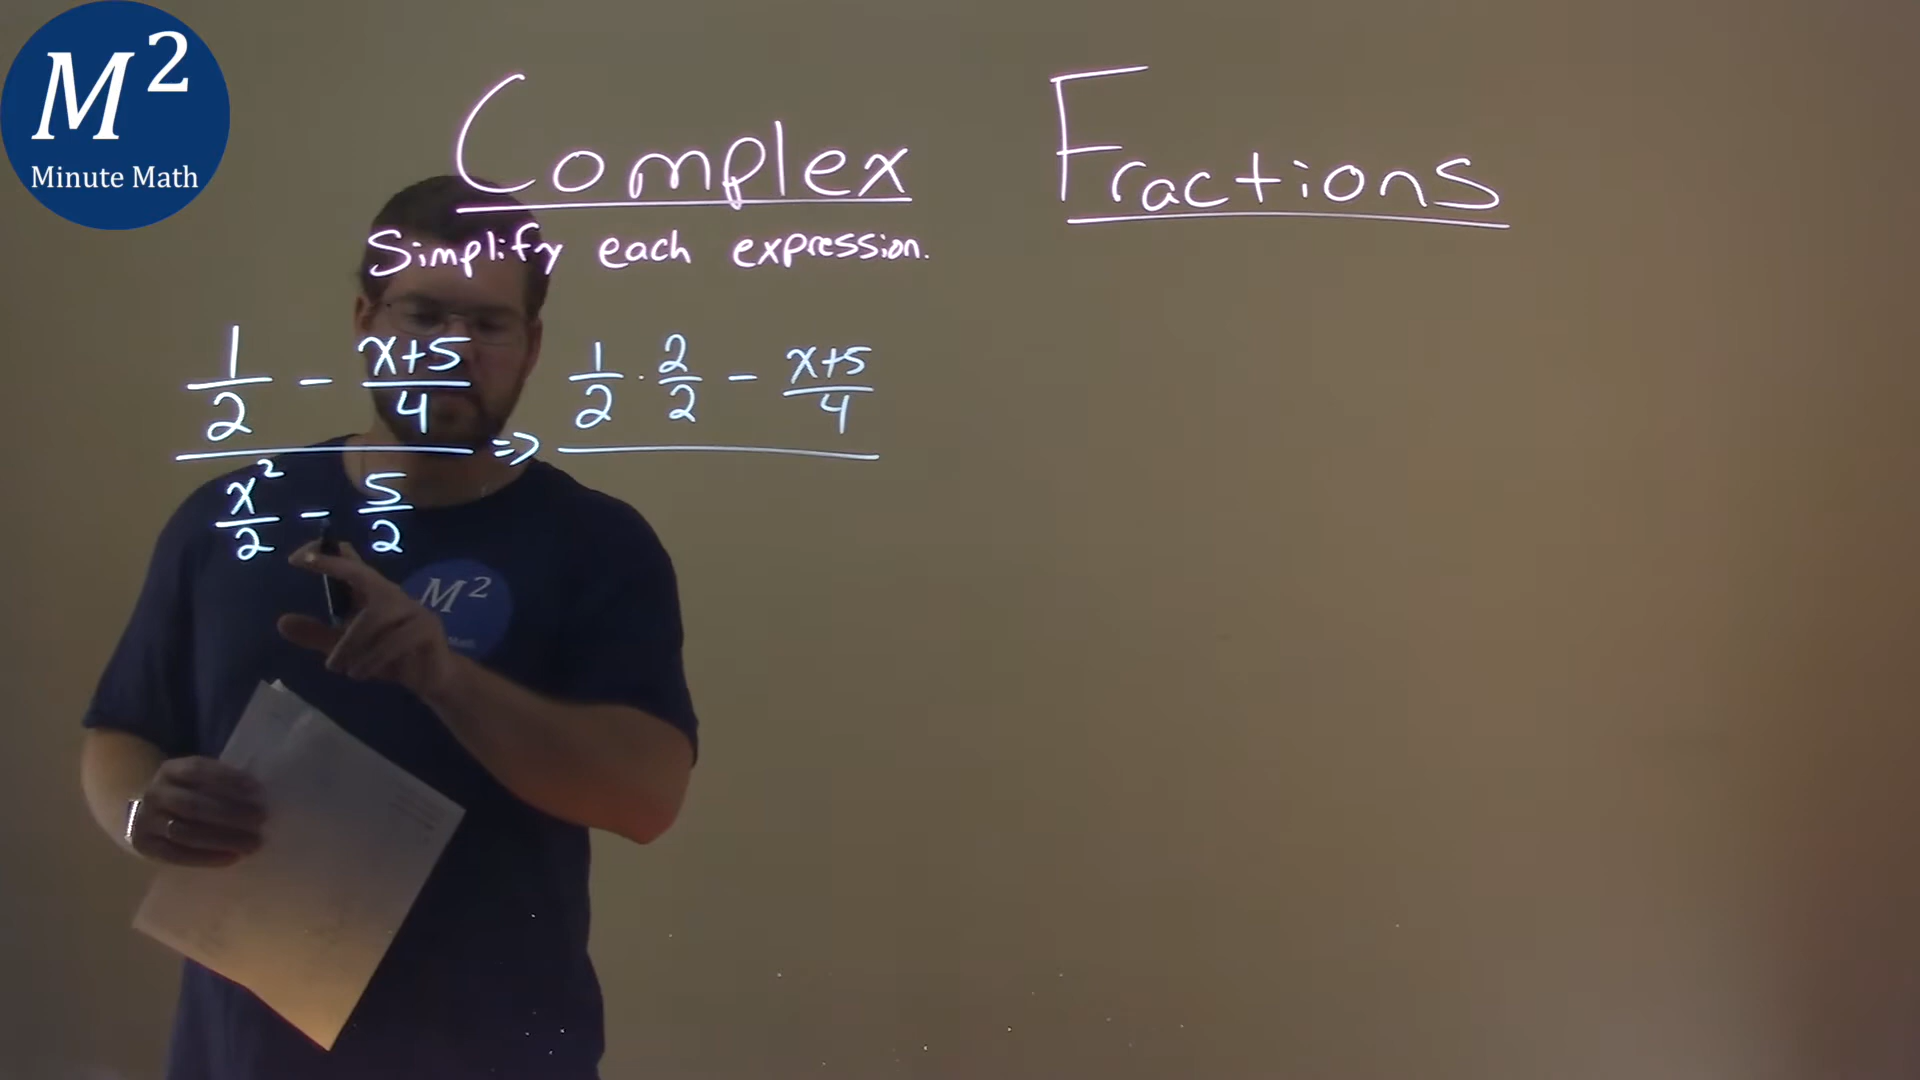 M²
Minute Math
Complex Fractions
Simplify each expression.
1/2 - (x+5)/4 => 1/2 · 2/2 - (x+5)/4
x²/2 - 5/2
M²
Math